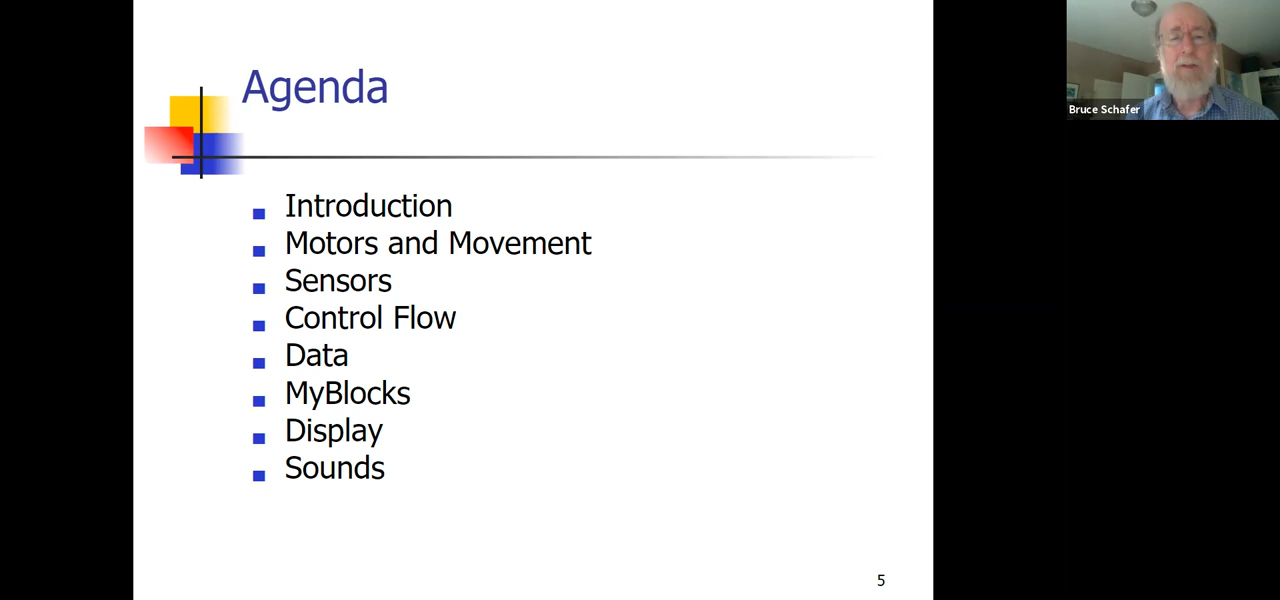 Agenda
Bruce Schafer
Introduction
Motors and Movement
Sensors
Control Flow
Data
MyBlocks
Display
Sounds
5